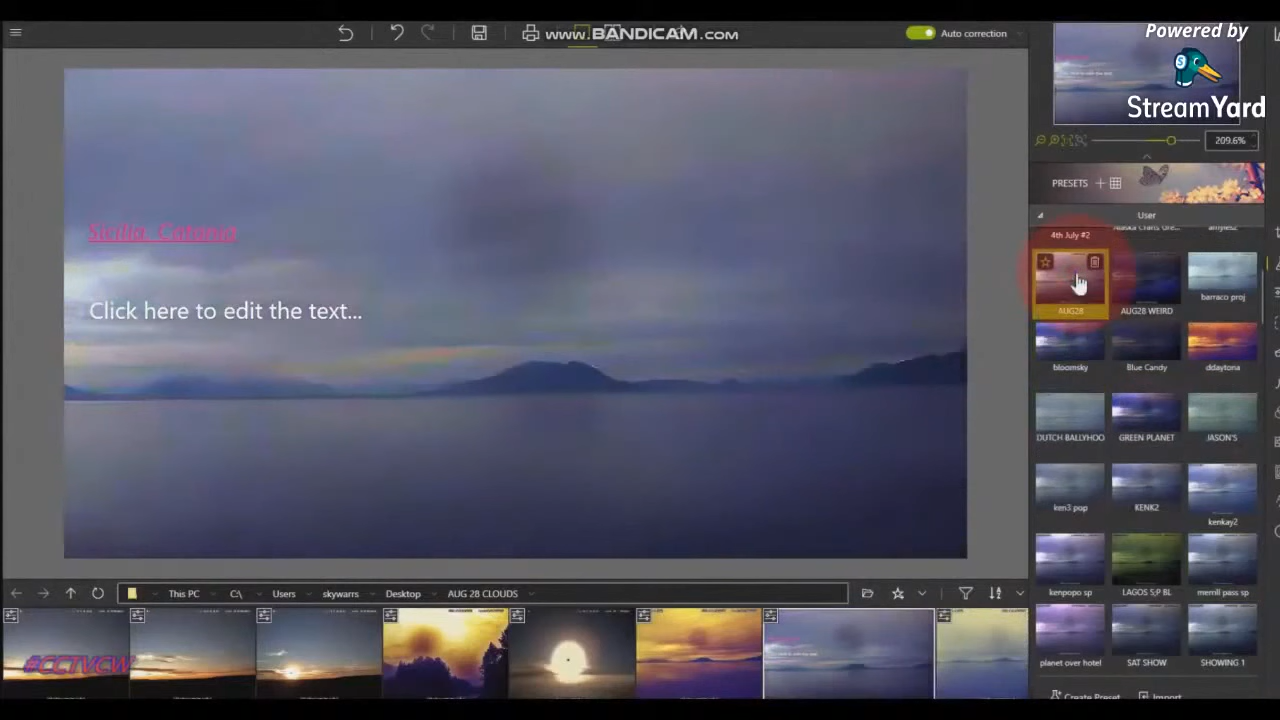 www.BANDICAM.com
Auto correction
Powered by
StreamYard
209.6%
PRESETS
User
4th July #2
AUG28
AUG28 WEIRD
barraco proj
bloomsky
Blue Candy
ddaytona
DUTCH BALLYHOO
GREEN PLANET
JASON'S
ken3 pop
KENK2
kenkay2
kenpopo sp
LAGOS S;P BL
merrill pass sp
planet over hotel
SAT SHOW
SHOWING 1
Create Preset
Import
Sicilia Catania
Click here to edit the text...
This PC
C:\
Users
skywarrs
Desktop
AUG 28 CLOUDS
#CCTVCW